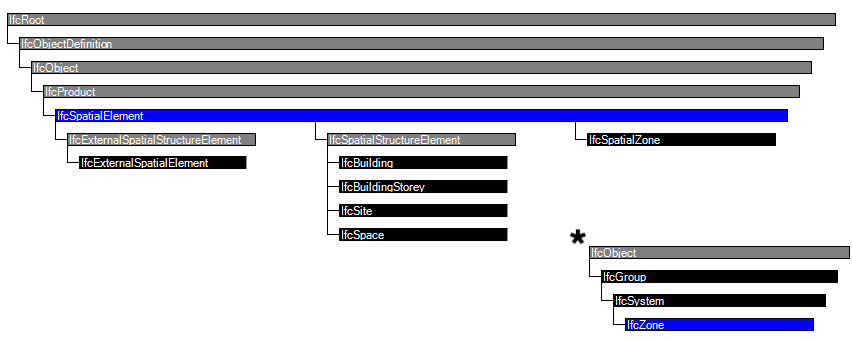 IfcRoot
IfcObjectDefinition
IfcObject
IfcProduct
IfcSpatialElement
IfcExternalSpatialStructureElement
IfcSpatialStructureElement
IfcSpatialZone
IfcExternalSpatialElement
IfcBuilding
IfcBuildingStorey
IfcSite
IfcSpace
*
IfcObject
IfcGroup
IfcSystem
IfcZone